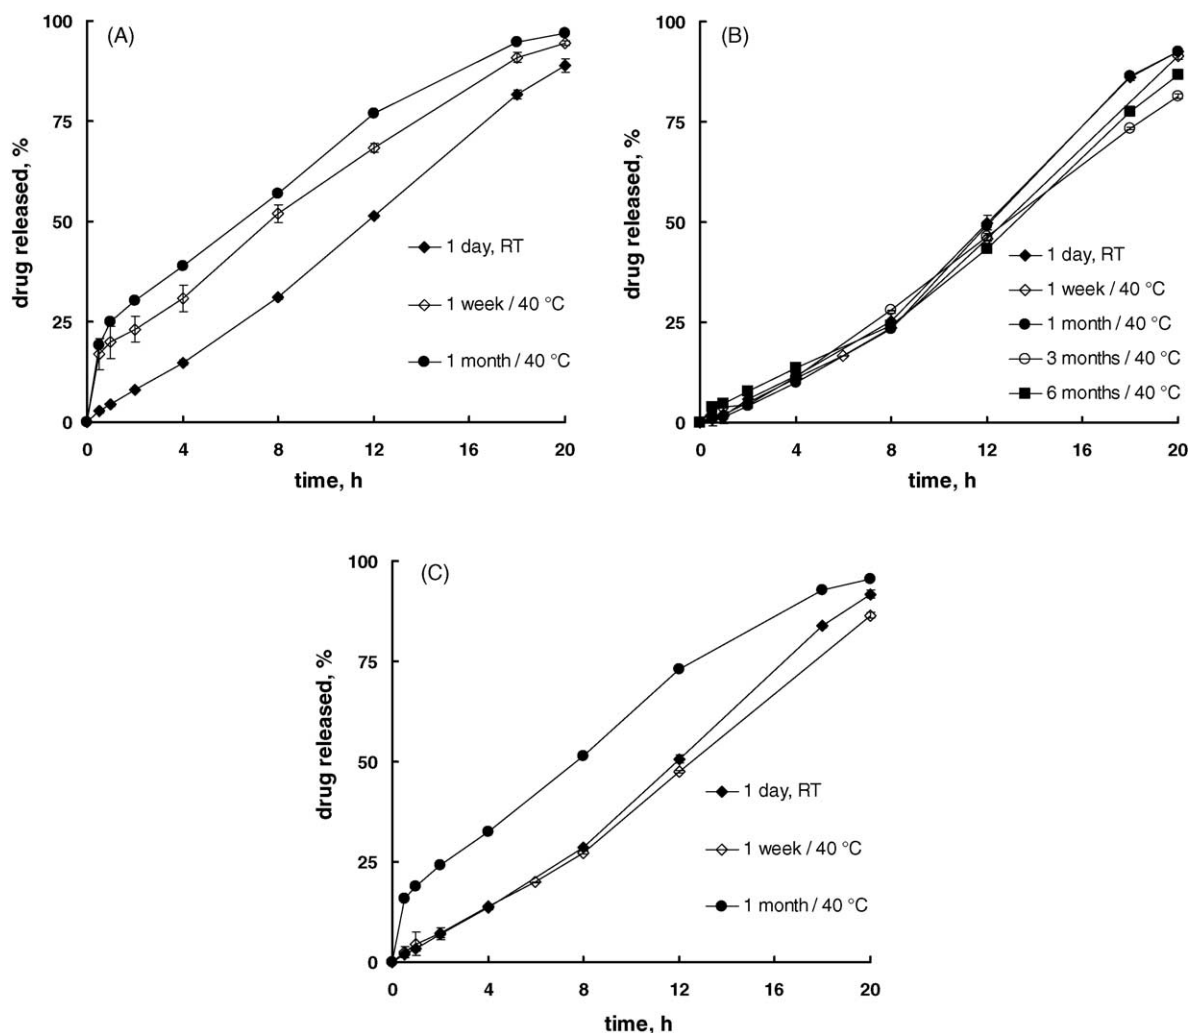 (A)
100
75
50
25
0
drug released, %
1 day, RT
1 week / 40 °C
1 month / 40 °C
0 4 8 12 16 20
time, h
(B)
100
75
50
25
0
drug released, %
1 day, RT
1 week / 40 °C
1 month / 40 °C
3 months / 40 °C
6 months / 40 °C
0 4 8 12 16 20
time, h
(C)
100
75
50
25
0
drug released, %
1 day, RT
1 week / 40 °C
1 month / 40 °C
0 4 8 12 16 20
time, h